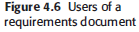 Figure 4.6 Users of a
requirements document